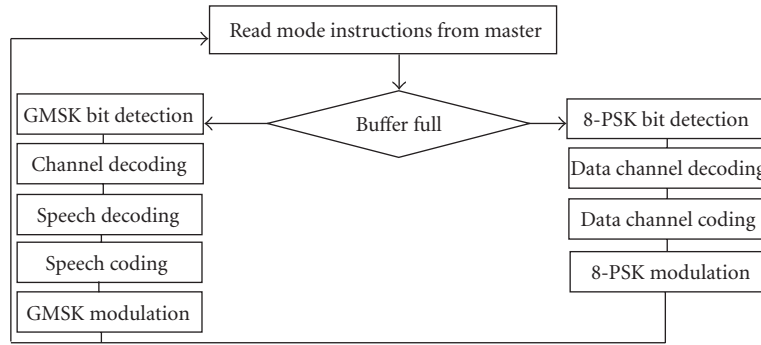 Read mode instructions from master
Buffer full
GMSK bit detection
Channel decoding
Speech decoding
Speech coding
GMSK modulation
8-PSK bit detection
Data channel decoding
Data channel coding
8-PSK modulation